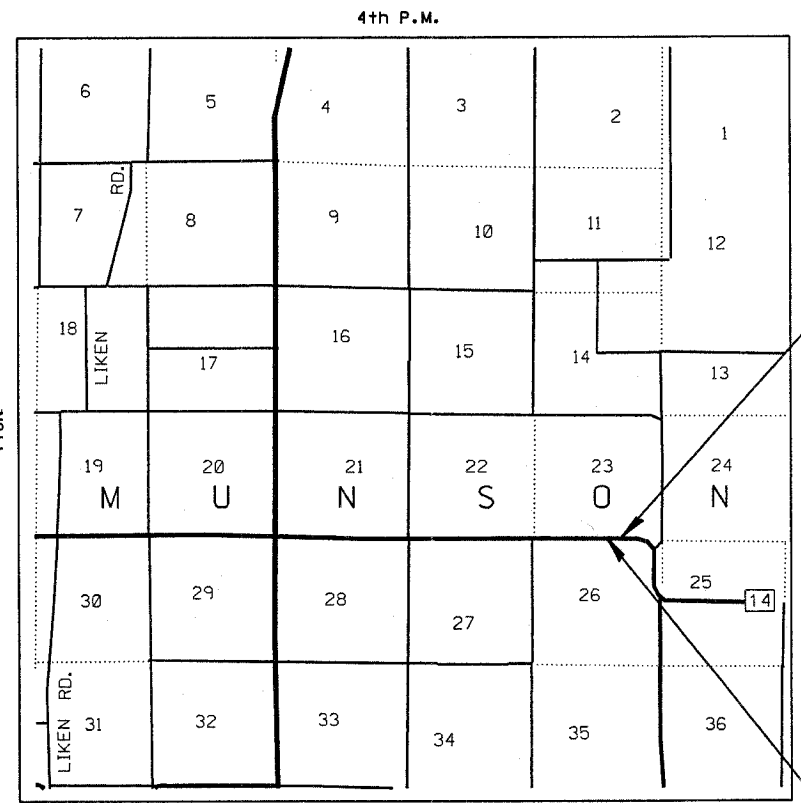 4th P.M.
6 5 4 3 2 1
RD.
7 8 9 10 11 12
18 LIKEN 17 16 15 14 13
19 20 21 22 23 24
M U N S O N
30 29 28 27 26 25 14
LIKEN RD.
31 32 33 34 35 36